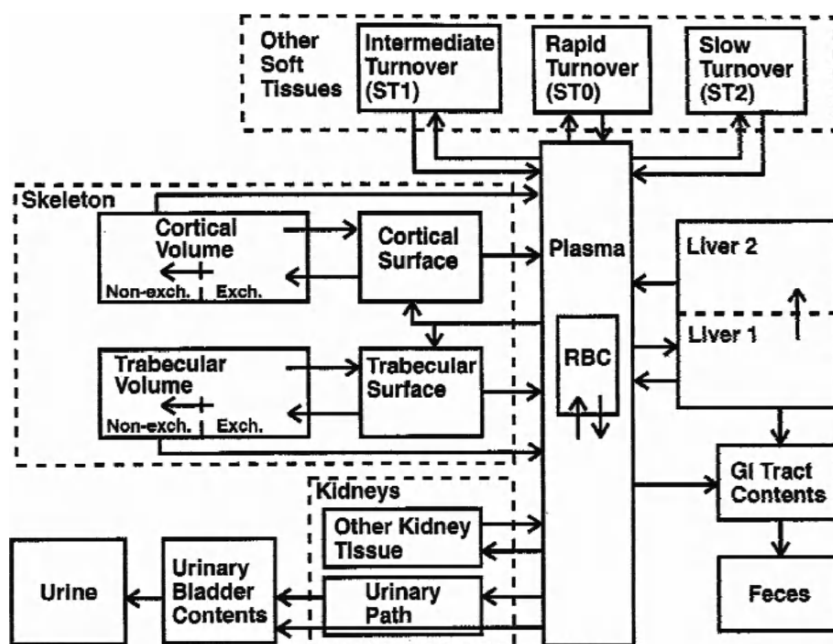 Other
Soft
Tissues
Intermediate
Turnover
(ST1)
Rapid
Turnover
(ST0)
Slow
Turnover
(ST2)
Skeleton
Cortical
Volume
Non-exch.
Exch.
Cortical
Surface
Plasma
Liver 2
Liver 1
RBC
Trabecular
Volume
Non-exch.
Exch.
Trabecular
Surface
Kidneys
Other Kidney
Tissue
Urinary
Path
GI Tract
Contents
Urine
Urinary
Bladder
Contents
Feces